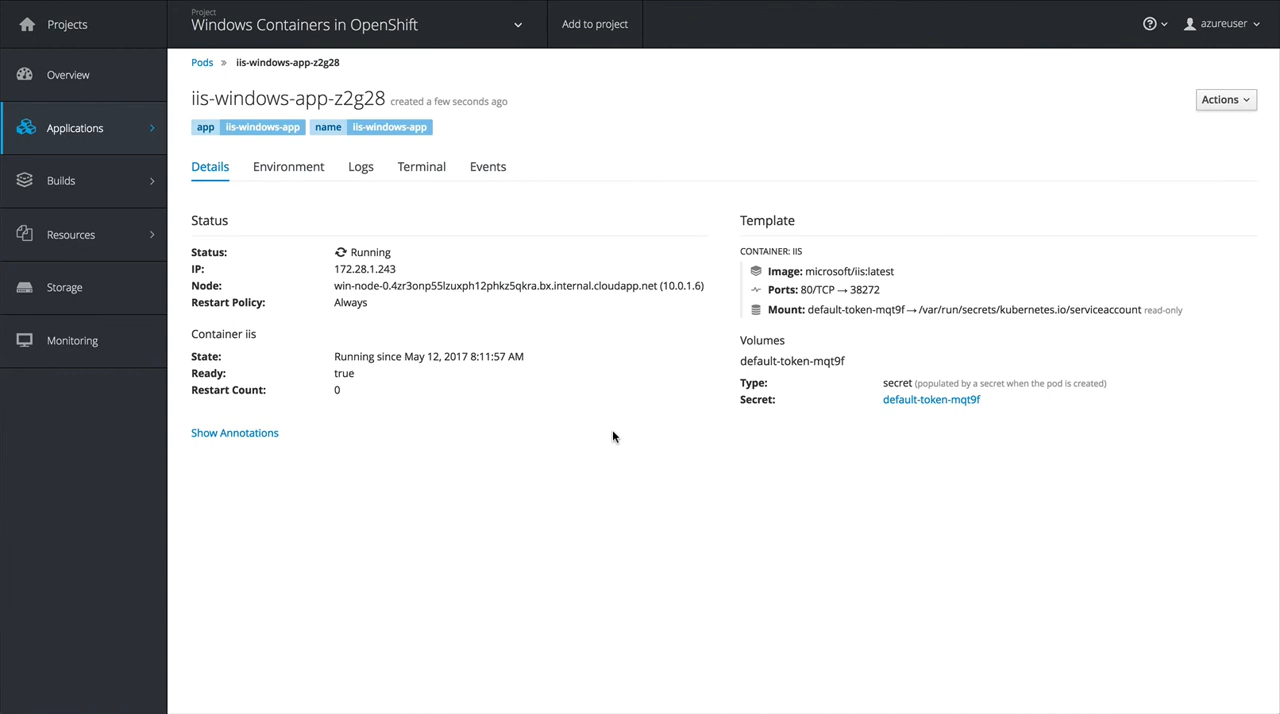 Projects
Project
Windows Containers in OpenShift
Add to project
azureuser
Overview
Applications
Builds
Resources
Storage
Monitoring
Pods » iis-windows-app-z2g28
iis-windows-app-z2g28 created a few seconds ago
Actions
app iis-windows-app name iis-windows-app
Details Environment Logs Terminal Events
Status
Status: Running
IP: 172.28.1.243
Node: win-node-0.4zr3onp55lzuxph12phkz5qkra.bx.internal.cloudapp.net (10.0.1.6)
Restart Policy: Always
Container iis
State: Running since May 12, 2017 8:11:57 AM
Ready: true
Restart Count: 0
Show Annotations
Template
CONTAINER: IIS
Image: microsoft/iis:latest
Ports: 80/TCP → 38272
Mount: default-token-mqt9f → /var/run/secrets/kubernetes.io/serviceaccount read-only
Volumes
default-token-mqt9f
Type: secret (populated by a secret when the pod is created)
Secret: default-token-mqt9f